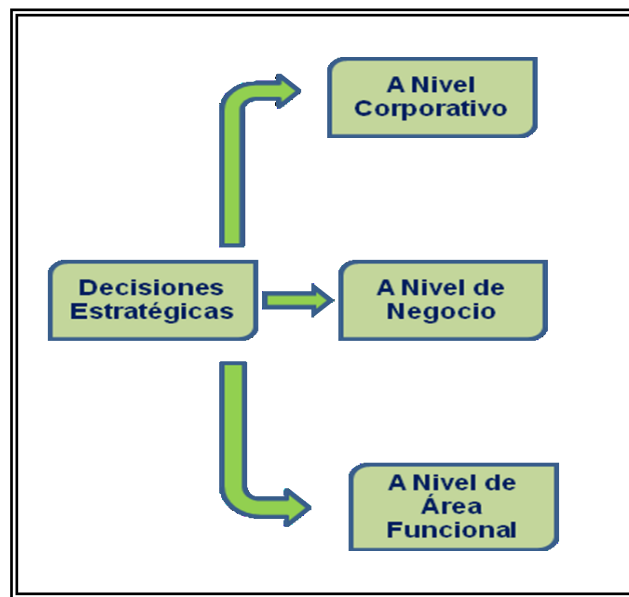 A Nivel
Corporativo
Decisiones
Estratégicas
A Nivel de
Negocio
A Nivel de
Área
Funcional